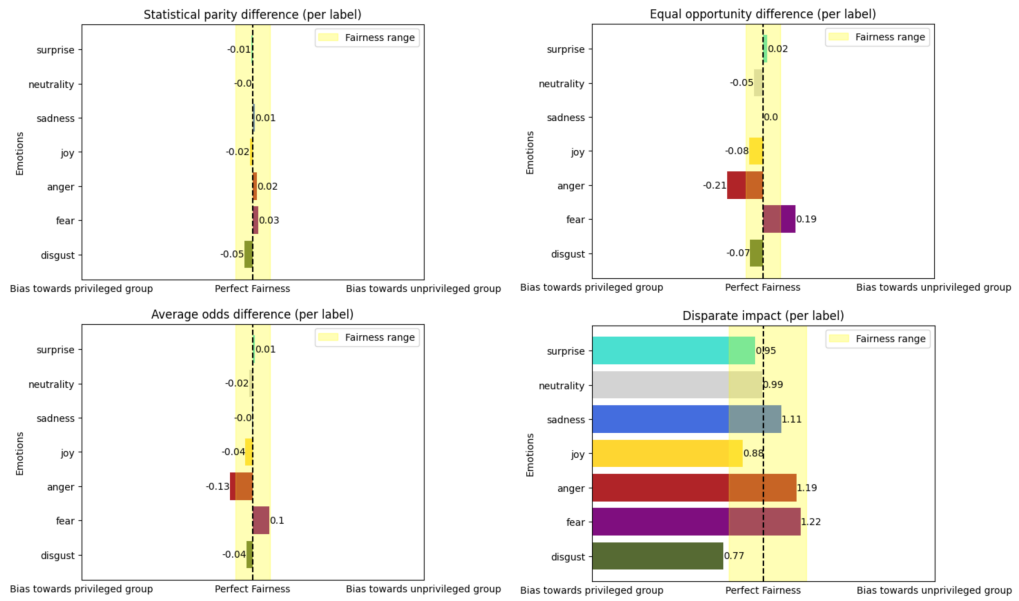 Statistical parity difference (per label)
Fairness range
Emotions
surprise -0.01
neutrality -0.0
sadness 0.01
joy -0.02
anger 0.02
fear 0.03
disgust -0.05
Bias towards privileged group Perfect Fairness Bias towards unprivileged group
Equal opportunity difference (per label)
Fairness range
Emotions
surprise 0.02
neutrality -0.05
sadness 0.0
joy -0.08
anger -0.21
fear 0.19
disgust -0.07
Bias towards privileged group Perfect Fairness Bias towards unprivileged group
Average odds difference (per label)
Fairness range
Emotions
surprise 0.01
neutrality -0.02
sadness -0.0
joy -0.04
anger -0.13
fear 0.1
disgust -0.04
Bias towards privileged group Perfect Fairness Bias towards unprivileged group
Disparate impact (per label)
Fairness range
Emotions
surprise 0.95
neutrality 0.99
sadness 1.11
joy 0.88
anger 1.19
fear 1.22
disgust 0.77
Bias towards privileged group Perfect Fairness Bias towards unprivileged group